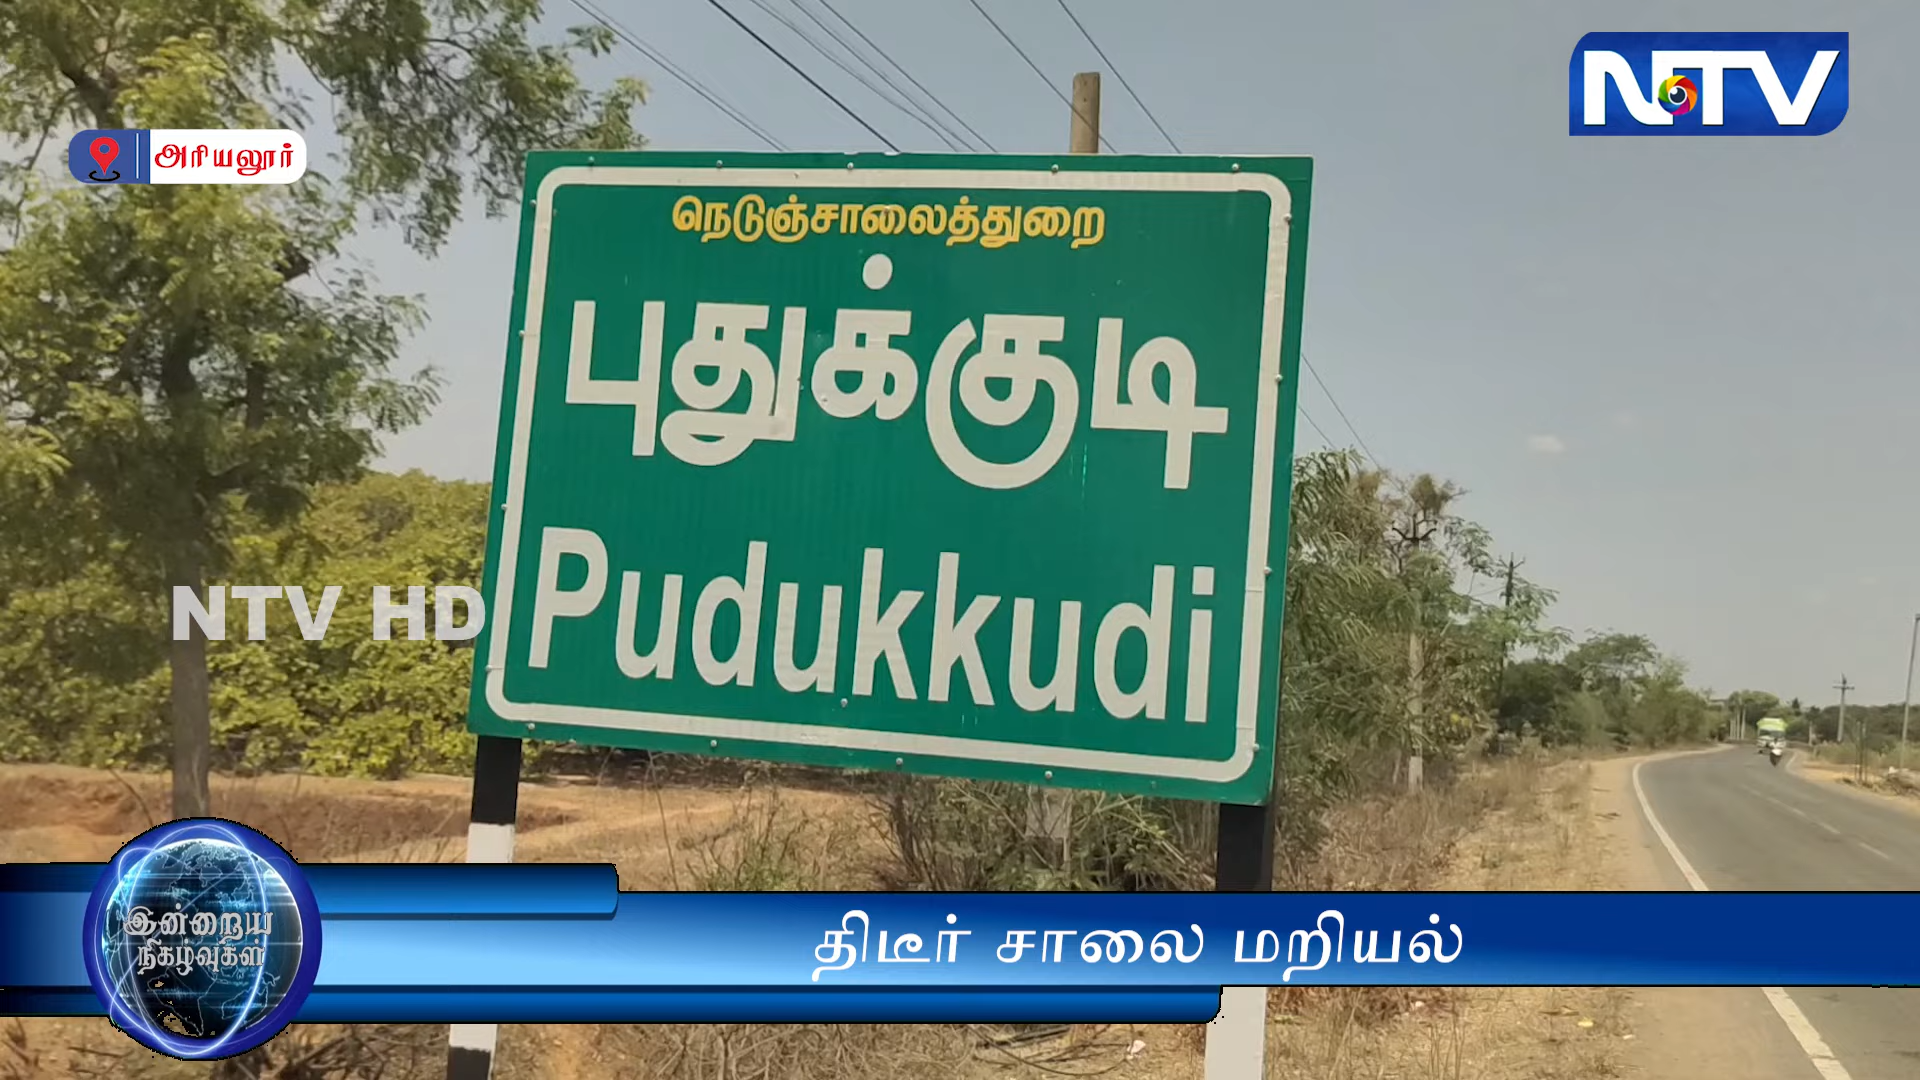 NTV
அரியலூர்
நெடுஞ்சாலைத்துறை
புதுக்குடி
Pudukkudi
NTV HD
இன்றைய
நிகழ்வுகள்
திடீர் சாலை மறியல்